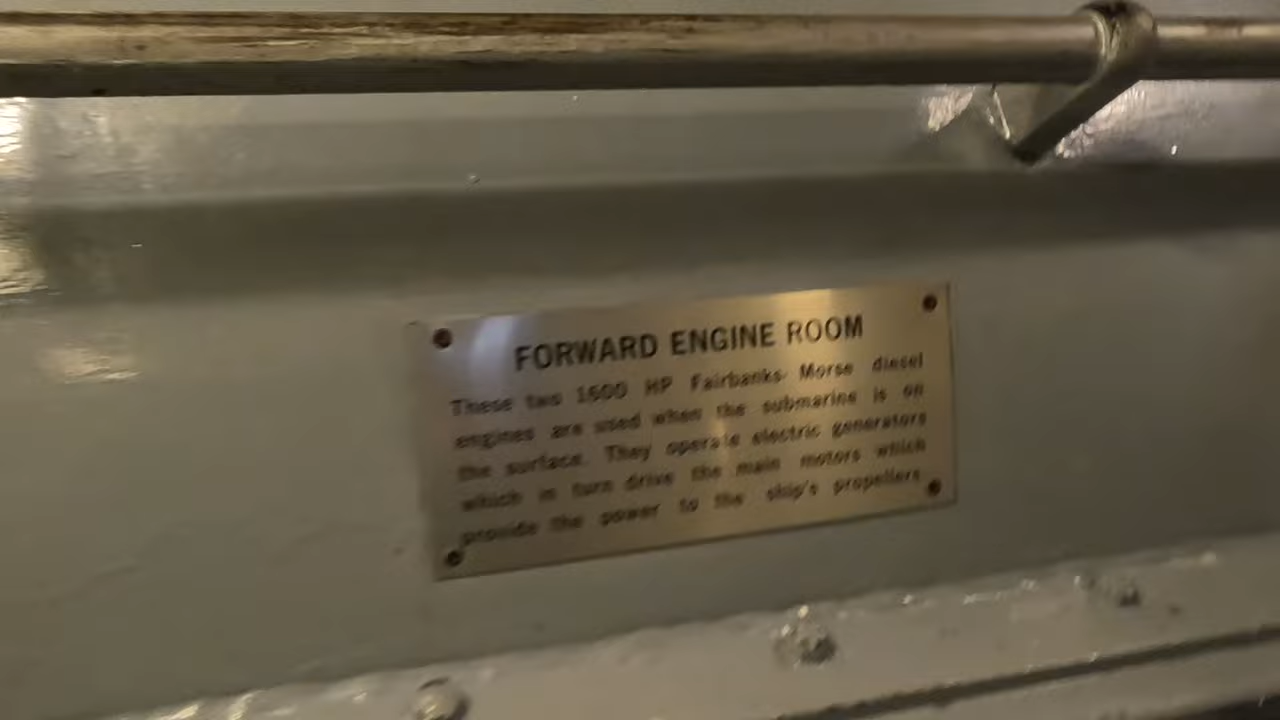 FORWARD ENGINE ROOM
These two 1600 HP Fairbanks-Morse diesel
engines are used when the submarine is on
the surface. They operate electric generators
which in turn drive the main motors which
provide the power to the ship's propellers